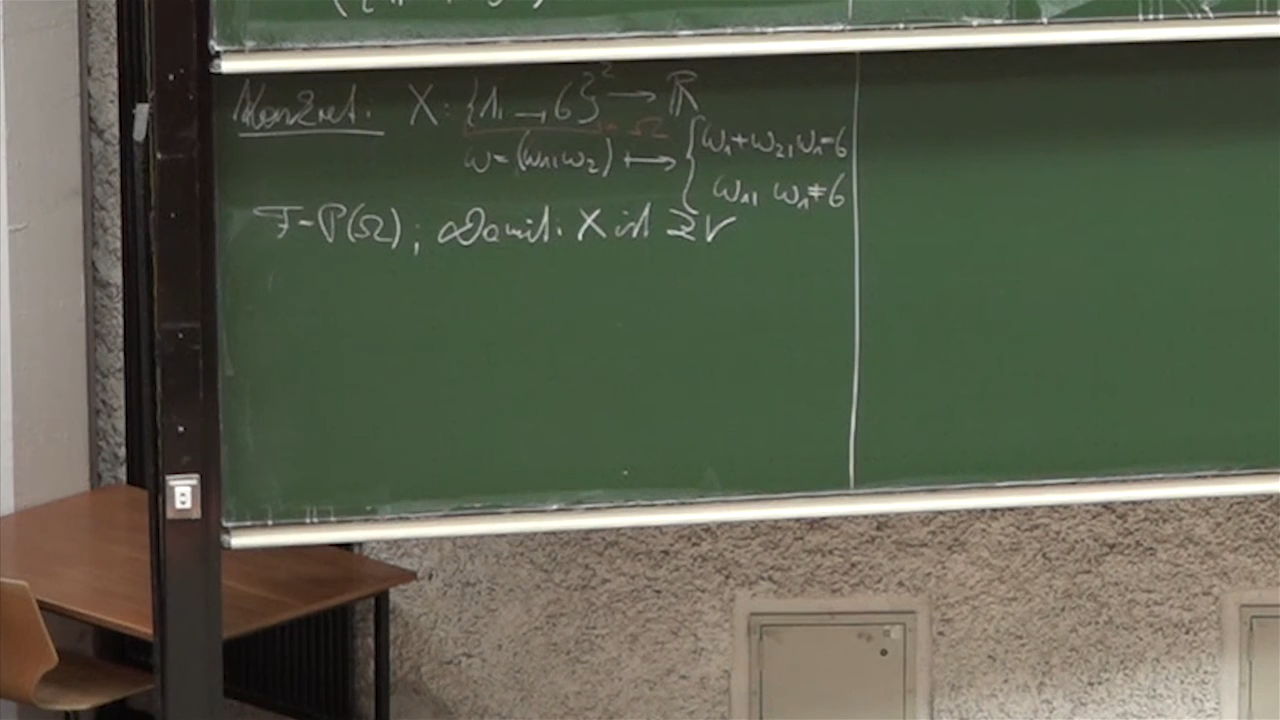 Konkret: X: {1, …, 6}² → ℝ
= Ω
ω = (ω₁, ω₂) ↦ { ω₁+ω₂, ω₁=6
ω₁, ω₁≠6
F = P(Ω); Damit: X ist ZV